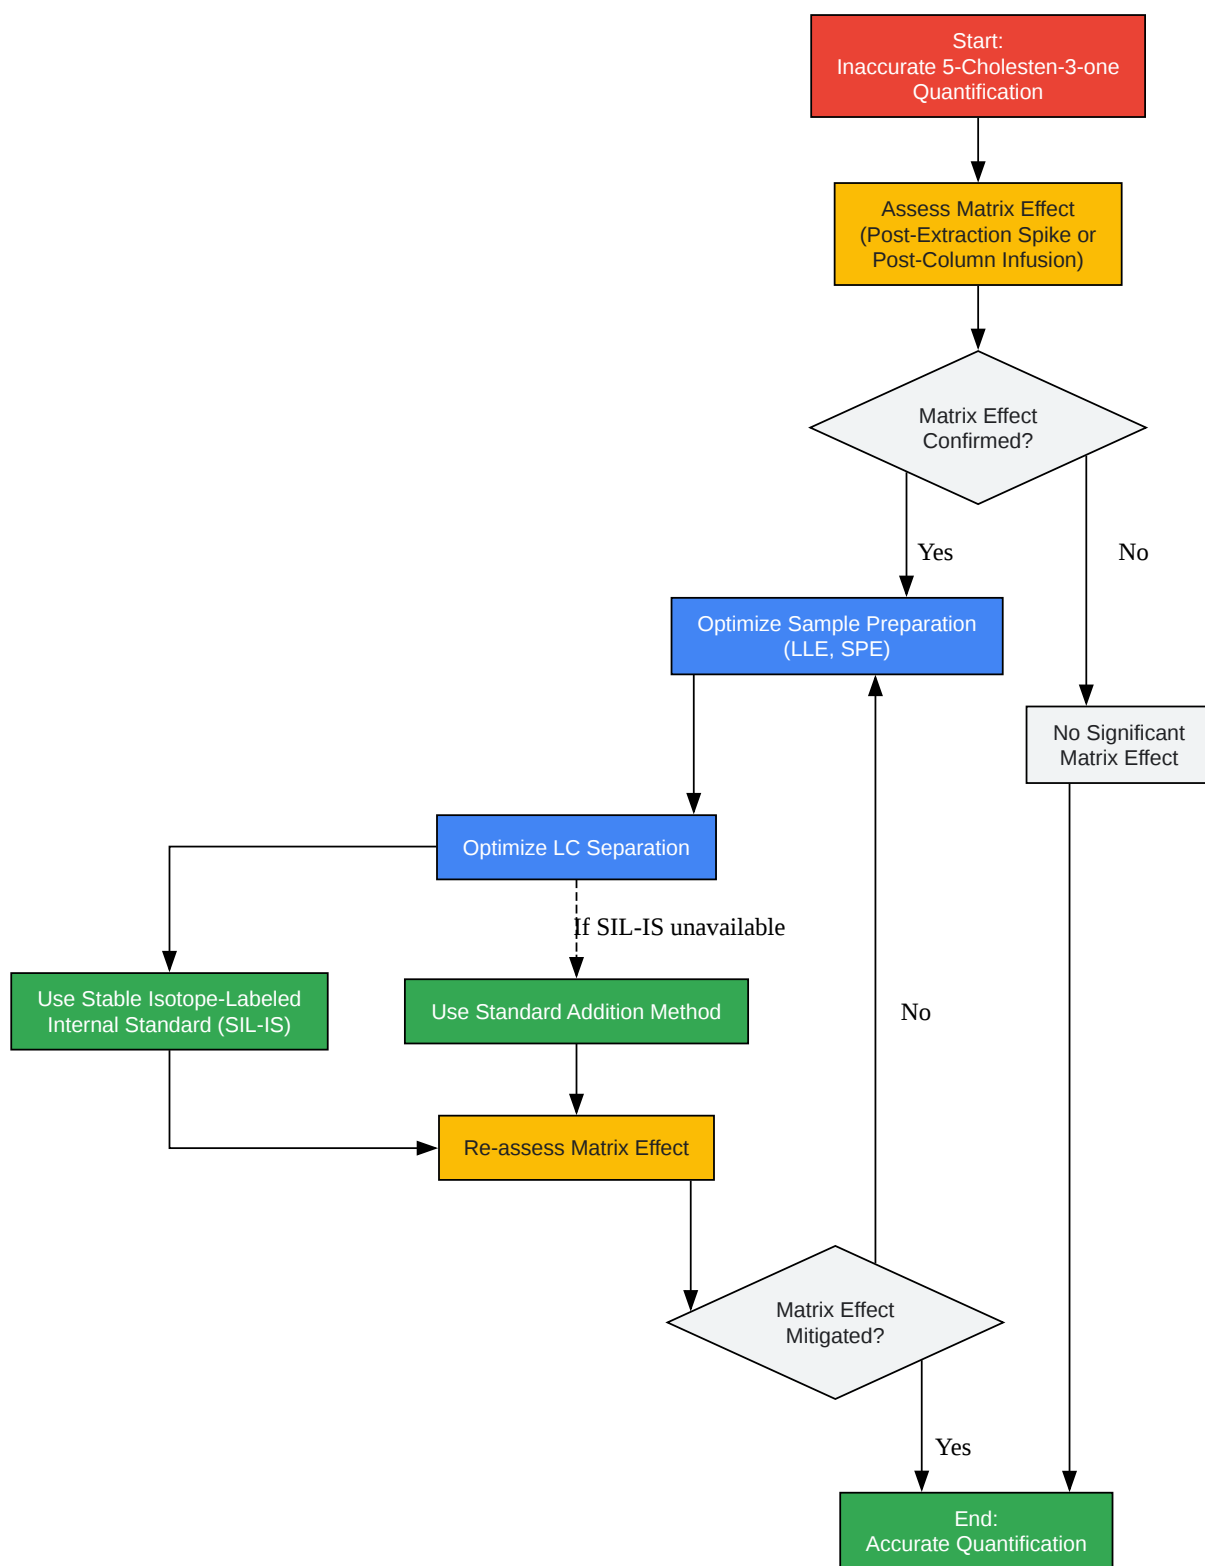 Start:
Inaccurate 5-Cholesten-3-one
Quantification
Assess Matrix Effect
(Post-Extraction Spike or
Post-Column Infusion)
Matrix Effect
Confirmed?
Yes
No
Optimize Sample Preparation
(LLE, SPE)
No Significant
Matrix Effect
Optimize LC Separation
If SIL-IS unavailable
Use Stable Isotope-Labeled
Internal Standard (SIL-IS)
Use Standard Addition Method
No
Re-assess Matrix Effect
Matrix Effect
Mitigated?
Yes
End:
Accurate Quantification